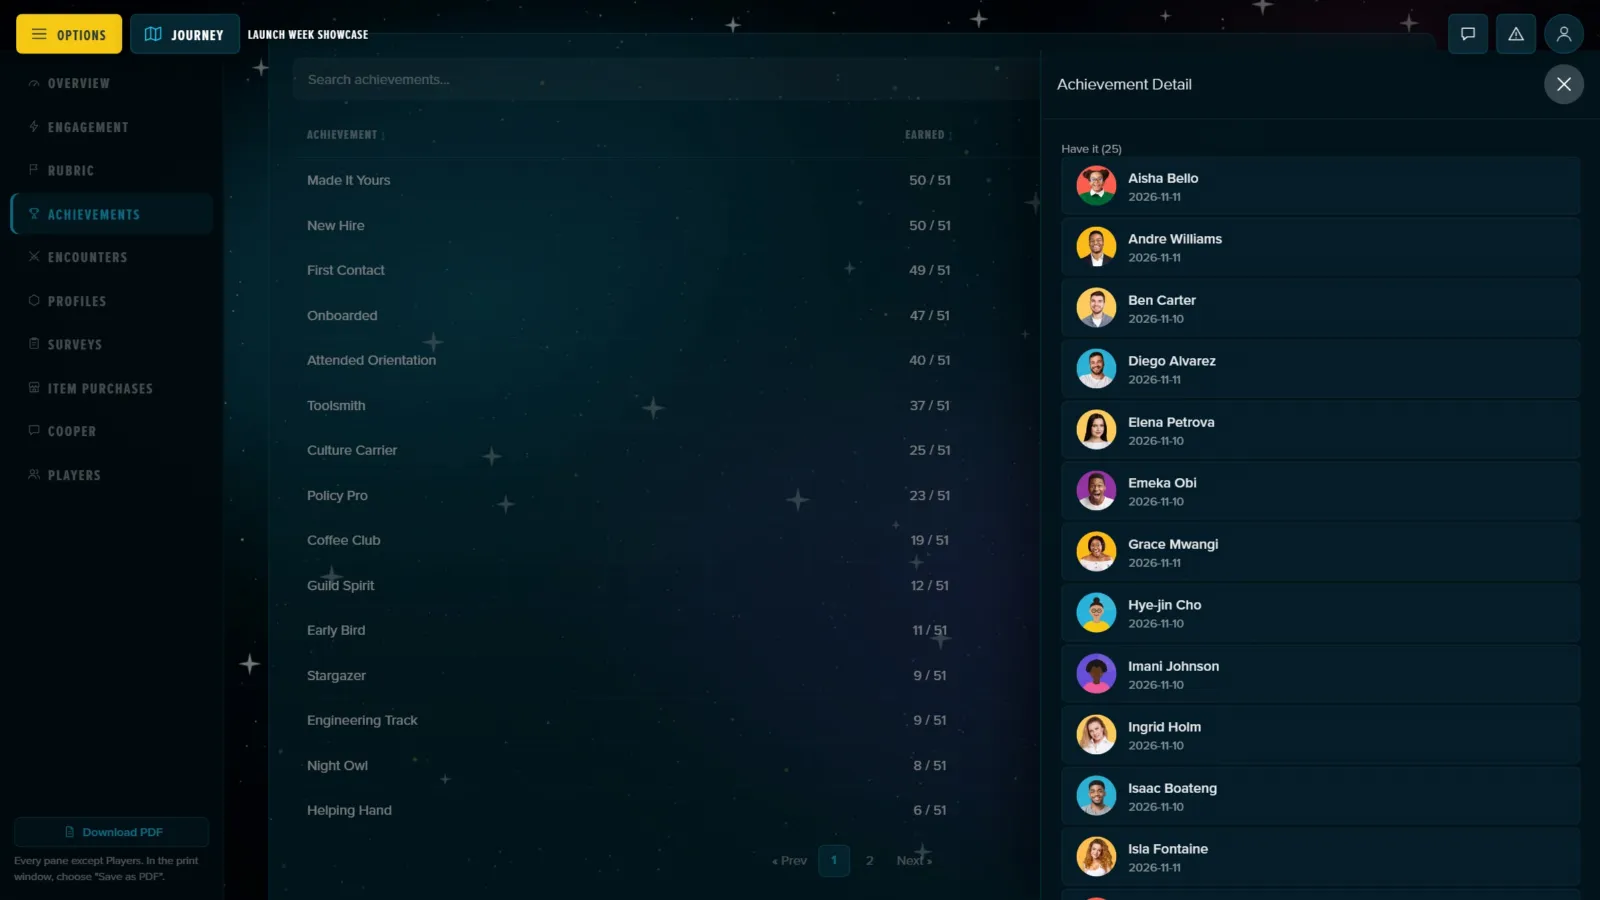 OPTIONS
JOURNEY
LAUNCH WEEK SHOWCASE
OVERVIEW
ENGAGEMENT
RUBRIC
ACHIEVEMENTS
ENCOUNTERS
PROFILES
SURVEYS
ITEM PURCHASES
COOPER
PLAYERS
Download PDF
Every pane except Players. In the print
window, choose "Save as PDF".
Search achievements...
ACHIEVEMENT EARNED
Made It Yours 50 / 51
New Hire 50 / 51
First Contact 49 / 51
Onboarded 47 / 51
Attended Orientation 40 / 51
Toolsmith 37 / 51
Culture Carrier 25 / 51
Policy Pro 23 / 51
Coffee Club 19 / 51
Guild Spirit 12 / 51
Early Bird 11 / 51
Stargazer 9 / 51
Engineering Track 9 / 51
Night Owl 8 / 51
Helping Hand 6 / 51
« Prev 1 2 Next »
Achievement Detail
Have it (25)
Aisha Bello
2026-11-11
Andre Williams
2026-11-11
Ben Carter
2026-11-10
Diego Alvarez
2026-11-11
Elena Petrova
2026-11-10
Emeka Obi
2026-11-10
Grace Mwangi
2026-11-11
Hye-jin Cho
2026-11-10
Imani Johnson
2026-11-10
Ingrid Holm
2026-11-10
Isaac Boateng
2026-11-10
Isla Fontaine
2026-11-11